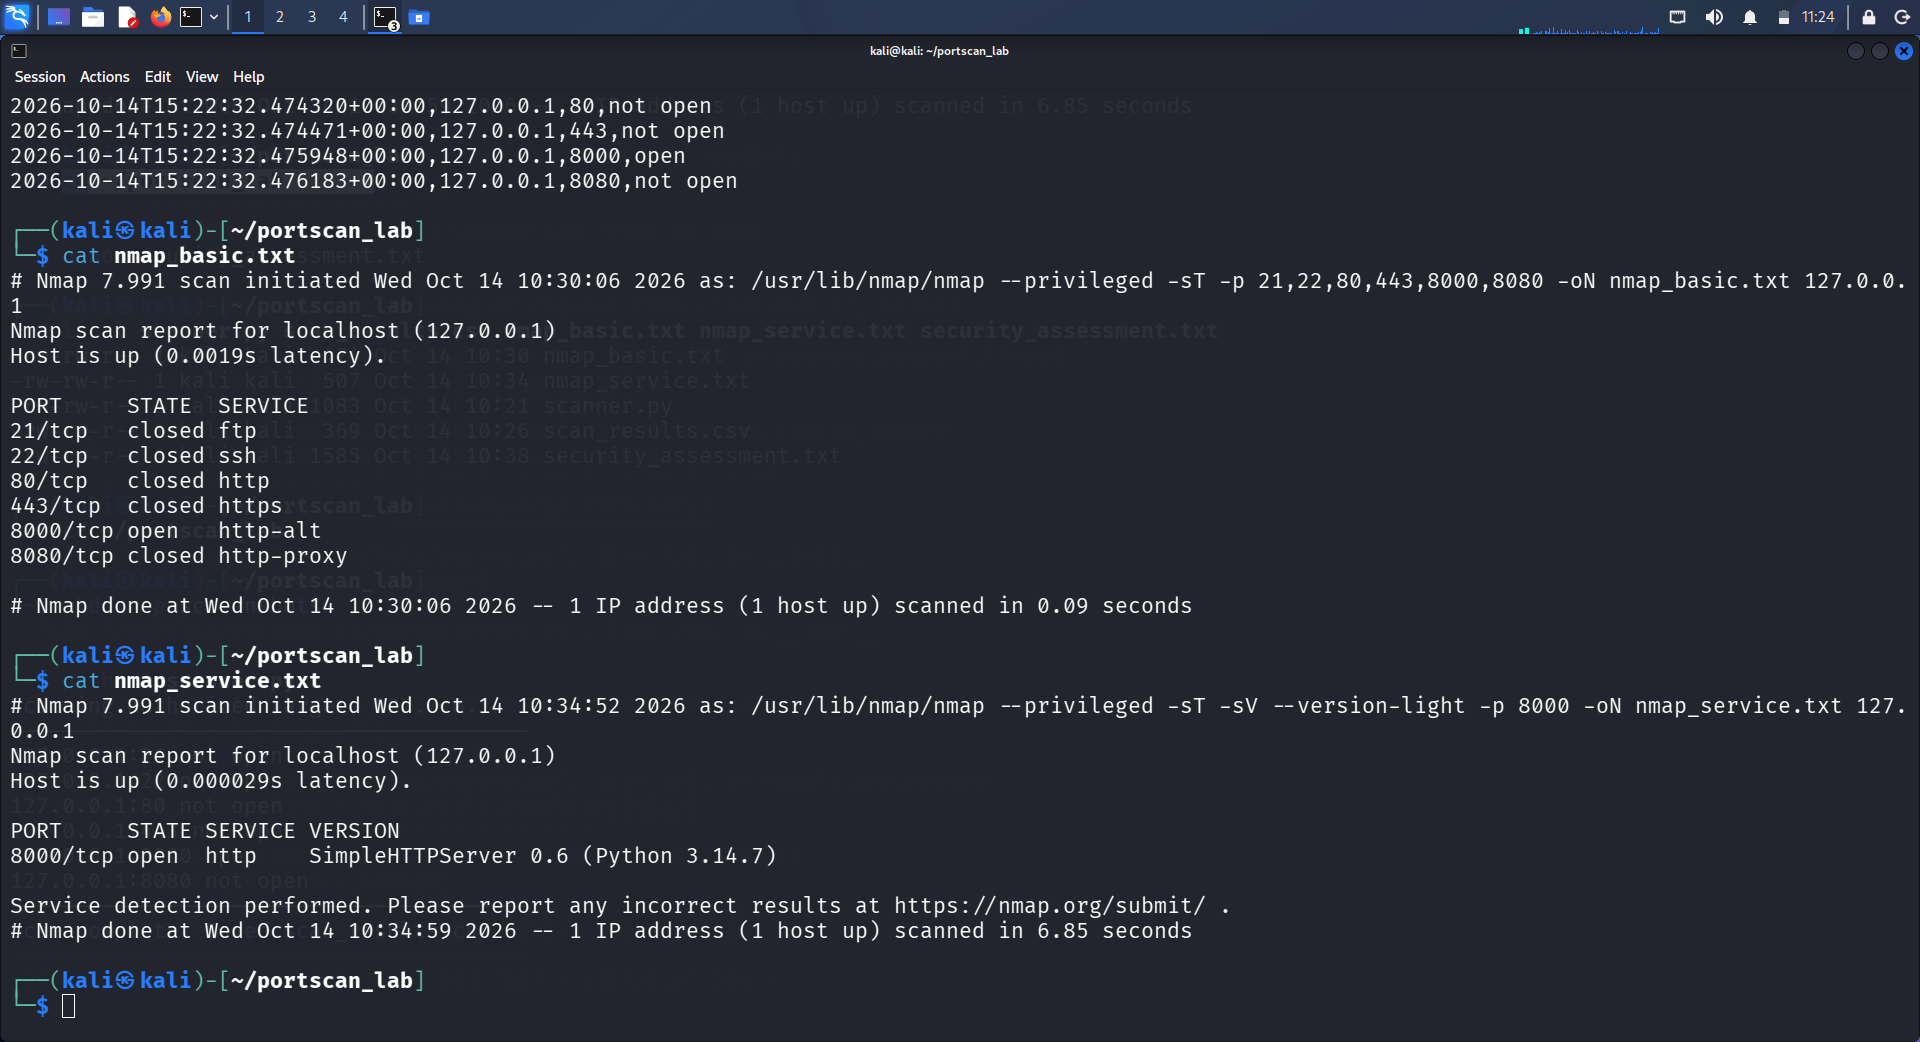 1 2 3 4 3 11:24
kali@kali: ~/portscan_lab
Session Actions Edit View Help
2026-10-14T15:22:32.474320+00:00,127.0.0.1,80,not open
2026-10-14T15:22:32.474471+00:00,127.0.0.1,443,not open
2026-10-14T15:22:32.475948+00:00,127.0.0.1,8000,open
2026-10-14T15:22:32.476183+00:00,127.0.0.1,8080,not open
┌──(kali㉿kali)-[~/portscan_lab]
└─$ cat nmap_basic.txt
# Nmap 7.991 scan initiated Wed Oct 14 10:30:06 2026 as: /usr/lib/nmap/nmap --privileged -sT -p 21,22,80,443,8000,8080 -oN nmap_basic.txt 127.0.0.
1
Nmap scan report for localhost (127.0.0.1)
Host is up (0.0019s latency).
PORT     STATE  SERVICE
21/tcp   closed ftp
22/tcp   closed ssh
80/tcp   closed http
443/tcp  closed https
8000/tcp open   http-alt
8080/tcp closed http-proxy
# Nmap done at Wed Oct 14 10:30:06 2026 -- 1 IP address (1 host up) scanned in 0.09 seconds
┌──(kali㉿kali)-[~/portscan_lab]
└─$ cat nmap_service.txt
# Nmap 7.991 scan initiated Wed Oct 14 10:34:52 2026 as: /usr/lib/nmap/nmap --privileged -sT -sV --version-light -p 8000 -oN nmap_service.txt 127.
0.0.1
Nmap scan report for localhost (127.0.0.1)
Host is up (0.000029s latency).
PORT     STATE SERVICE VERSION
8000/tcp open  http    SimpleHTTPServer 0.6 (Python 3.14.7)
Service detection performed. Please report any incorrect results at https://nmap.org/submit/ .
# Nmap done at Wed Oct 14 10:34:59 2026 -- 1 IP address (1 host up) scanned in 6.85 seconds
┌──(kali㉿kali)-[~/portscan_lab]
└─$